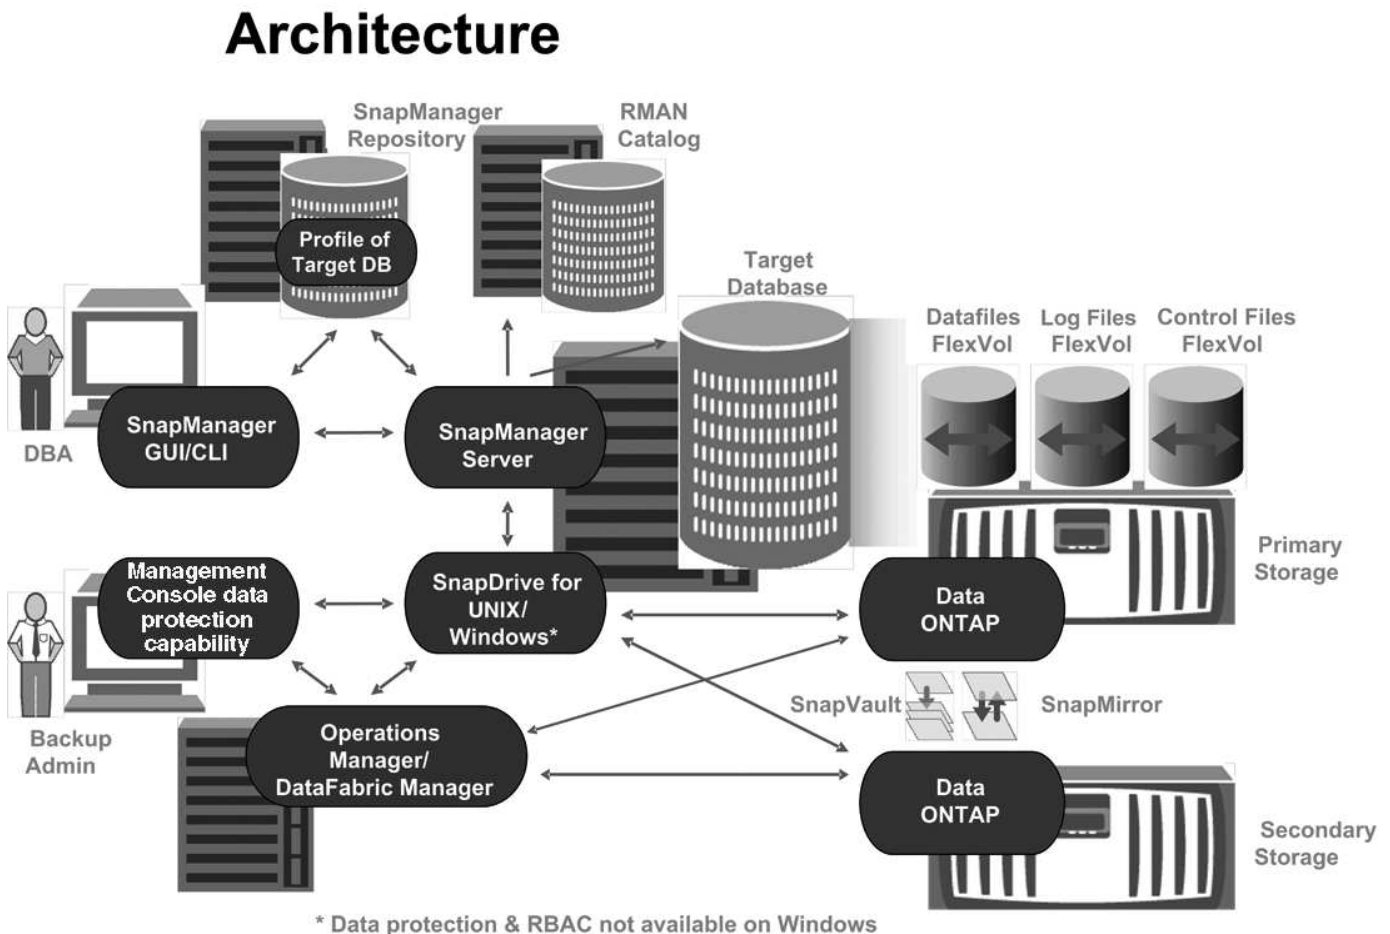 Architecture
SnapManager
Repository
RMAN
Catalog
Profile of
Target DB
Target
Database
Datafiles
FlexVol
Log Files
FlexVol
Control Files
FlexVol
DBA
SnapManager
GUI/CLI
SnapManager
Server
Primary
Storage
Management
Console data
protection
capability
SnapDrive for
UNIX/
Windows*
Data
ONTAP
SnapVault
SnapMirror
Backup
Admin
Operations
Manager/
DataFabric Manager
Data
ONTAP
Secondary
Storage
* Data protection & RBAC not available on Windows